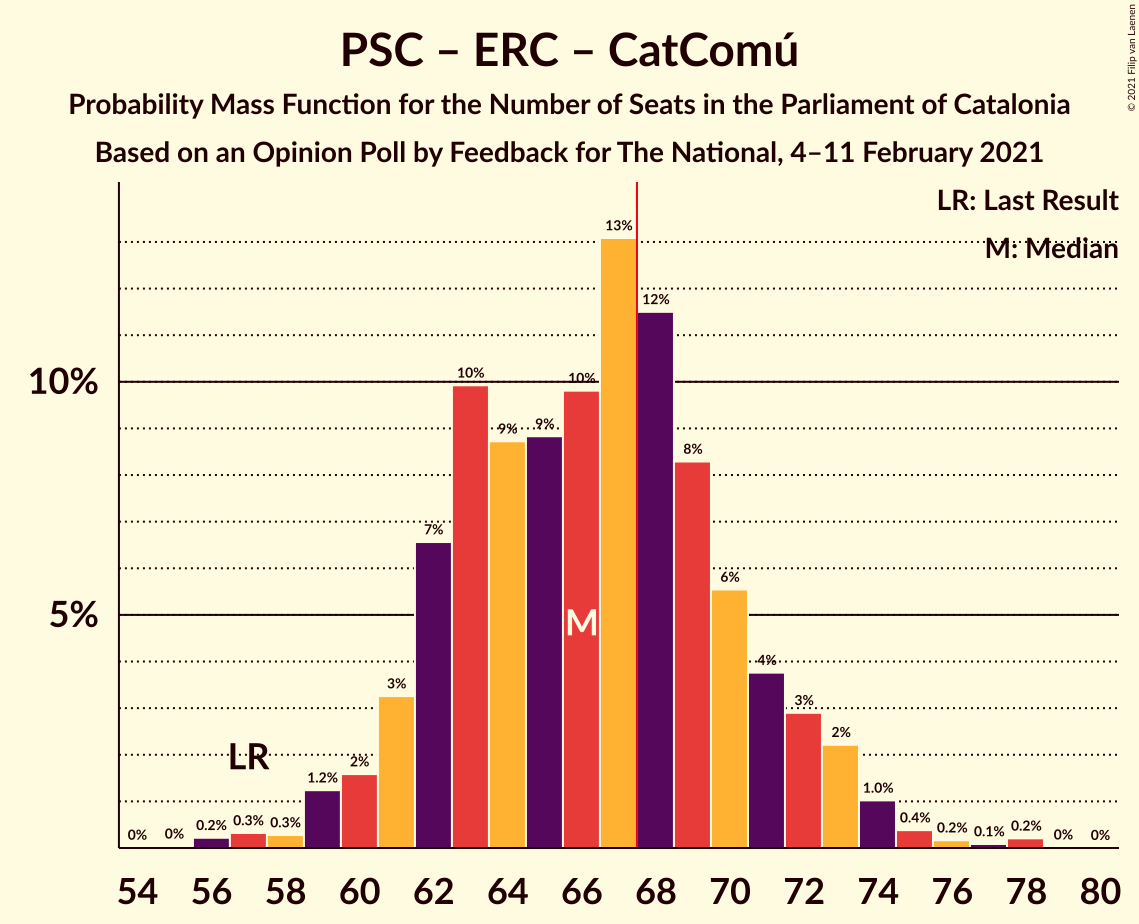 PSC – ERC – CatComú
Probability Mass Function for the Number of Seats in the Parliament of Catalonia
Based on an Opinion Poll by Feedback for The National, 4–11 February 2021
© 2021 Filip van Laenen
LR: Last Result
M: Median
10%
5%
0% 0% 0.2% 0.3% 0.3% 1.2% 2% 3% 7% 10% 9% 9% 10% 13% 12% 8% 6% 4% 3% 2% 1.0% 0.4% 0.2% 0.1% 0.2% 0% 0%
LR
M
54 56 58 60 62 64 66 68 70 72 74 76 78 80